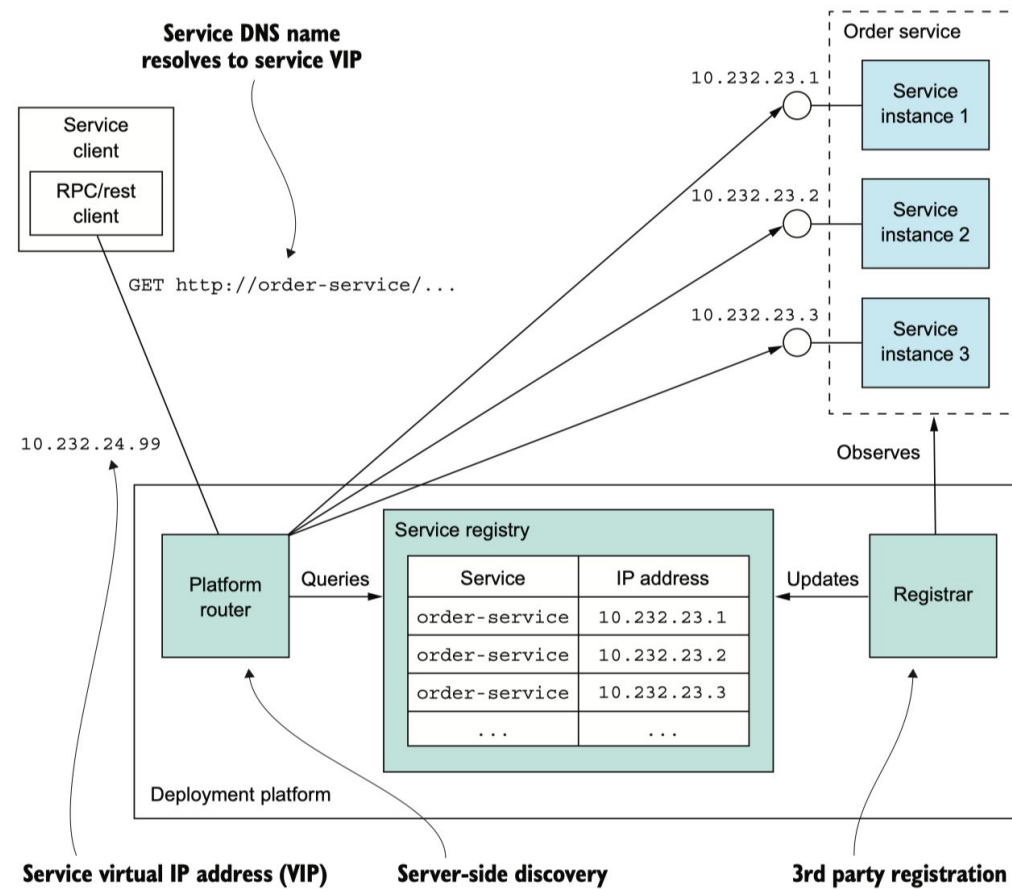 Service DNS name
resolves to service VIP
Service
client
RPC/rest
client
GET http://order-service/...
10.232.24.99
Order service
10.232.23.1
Service
instance 1
10.232.23.2
Service
instance 2
10.232.23.3
Service
instance 3
Observes
Platform
router
Queries
Service registry
Service IP address
order-service 10.232.23.1
order-service 10.232.23.2
order-service 10.232.23.3
... ...
Updates
Registrar
Deployment platform
Service virtual IP address (VIP)
Server-side discovery
3rd party registration